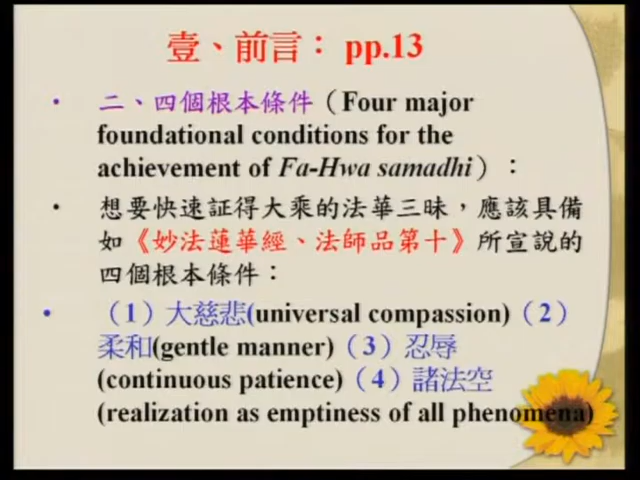 壹、前言： pp.13
• 二、四個根本條件（Four major
foundational conditions for the
achievement of Fa-Hwa samadhi）：
• 想要快速証得大乘的法華三昧，應該具備
如《妙法蓮華經、法師品第十》所宣說的
四個根本條件：
• （1）大慈悲(universal compassion)（2）
柔和(gentle manner)（3）忍辱
(continuous patience)（4）諸法空
(realization as emptiness of all phenomena)